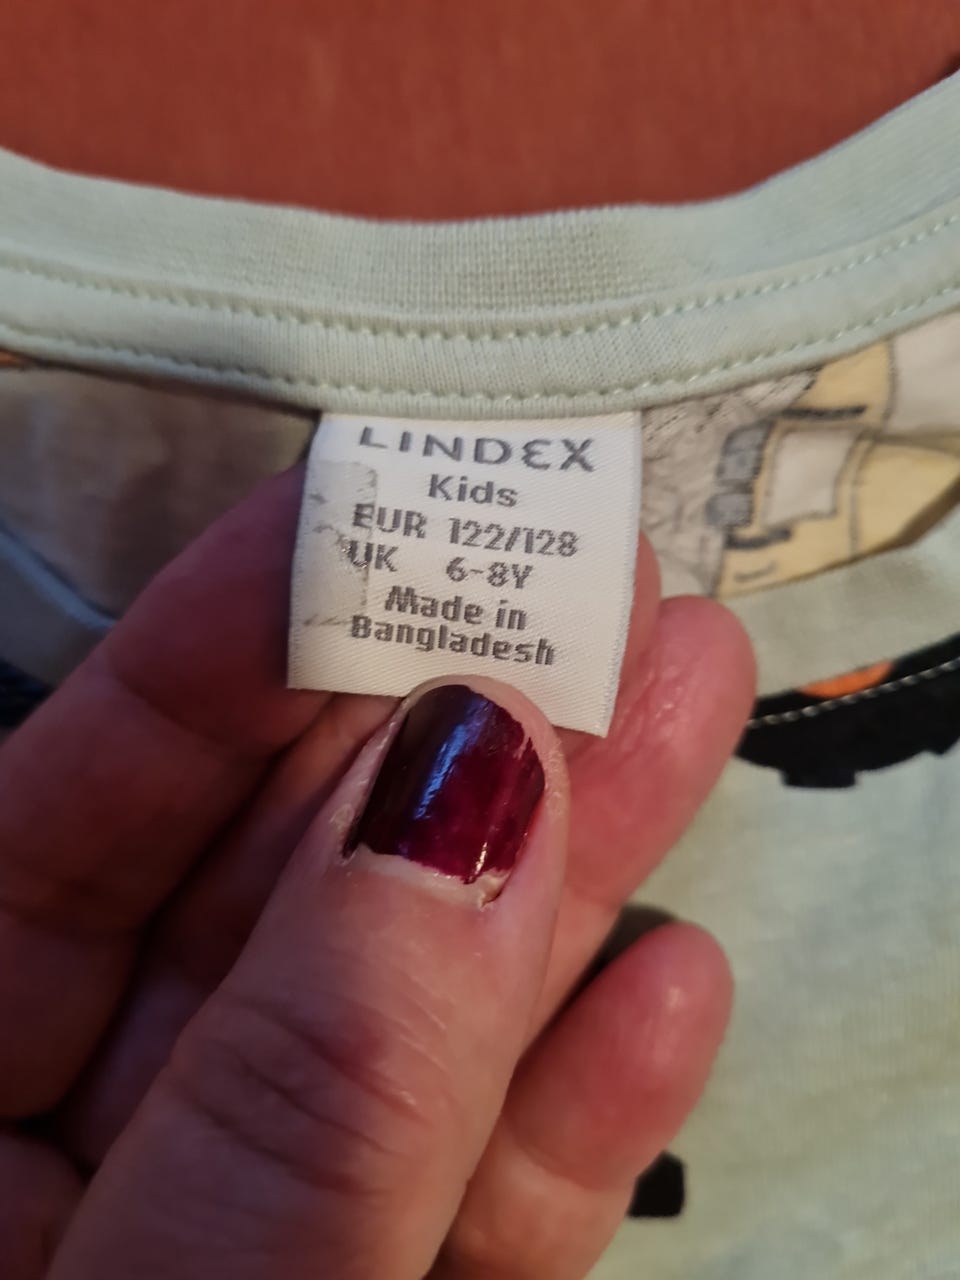 LINDEX
Kids
EUR 122/128
UK 6-8Y
Made in
Bangladesh